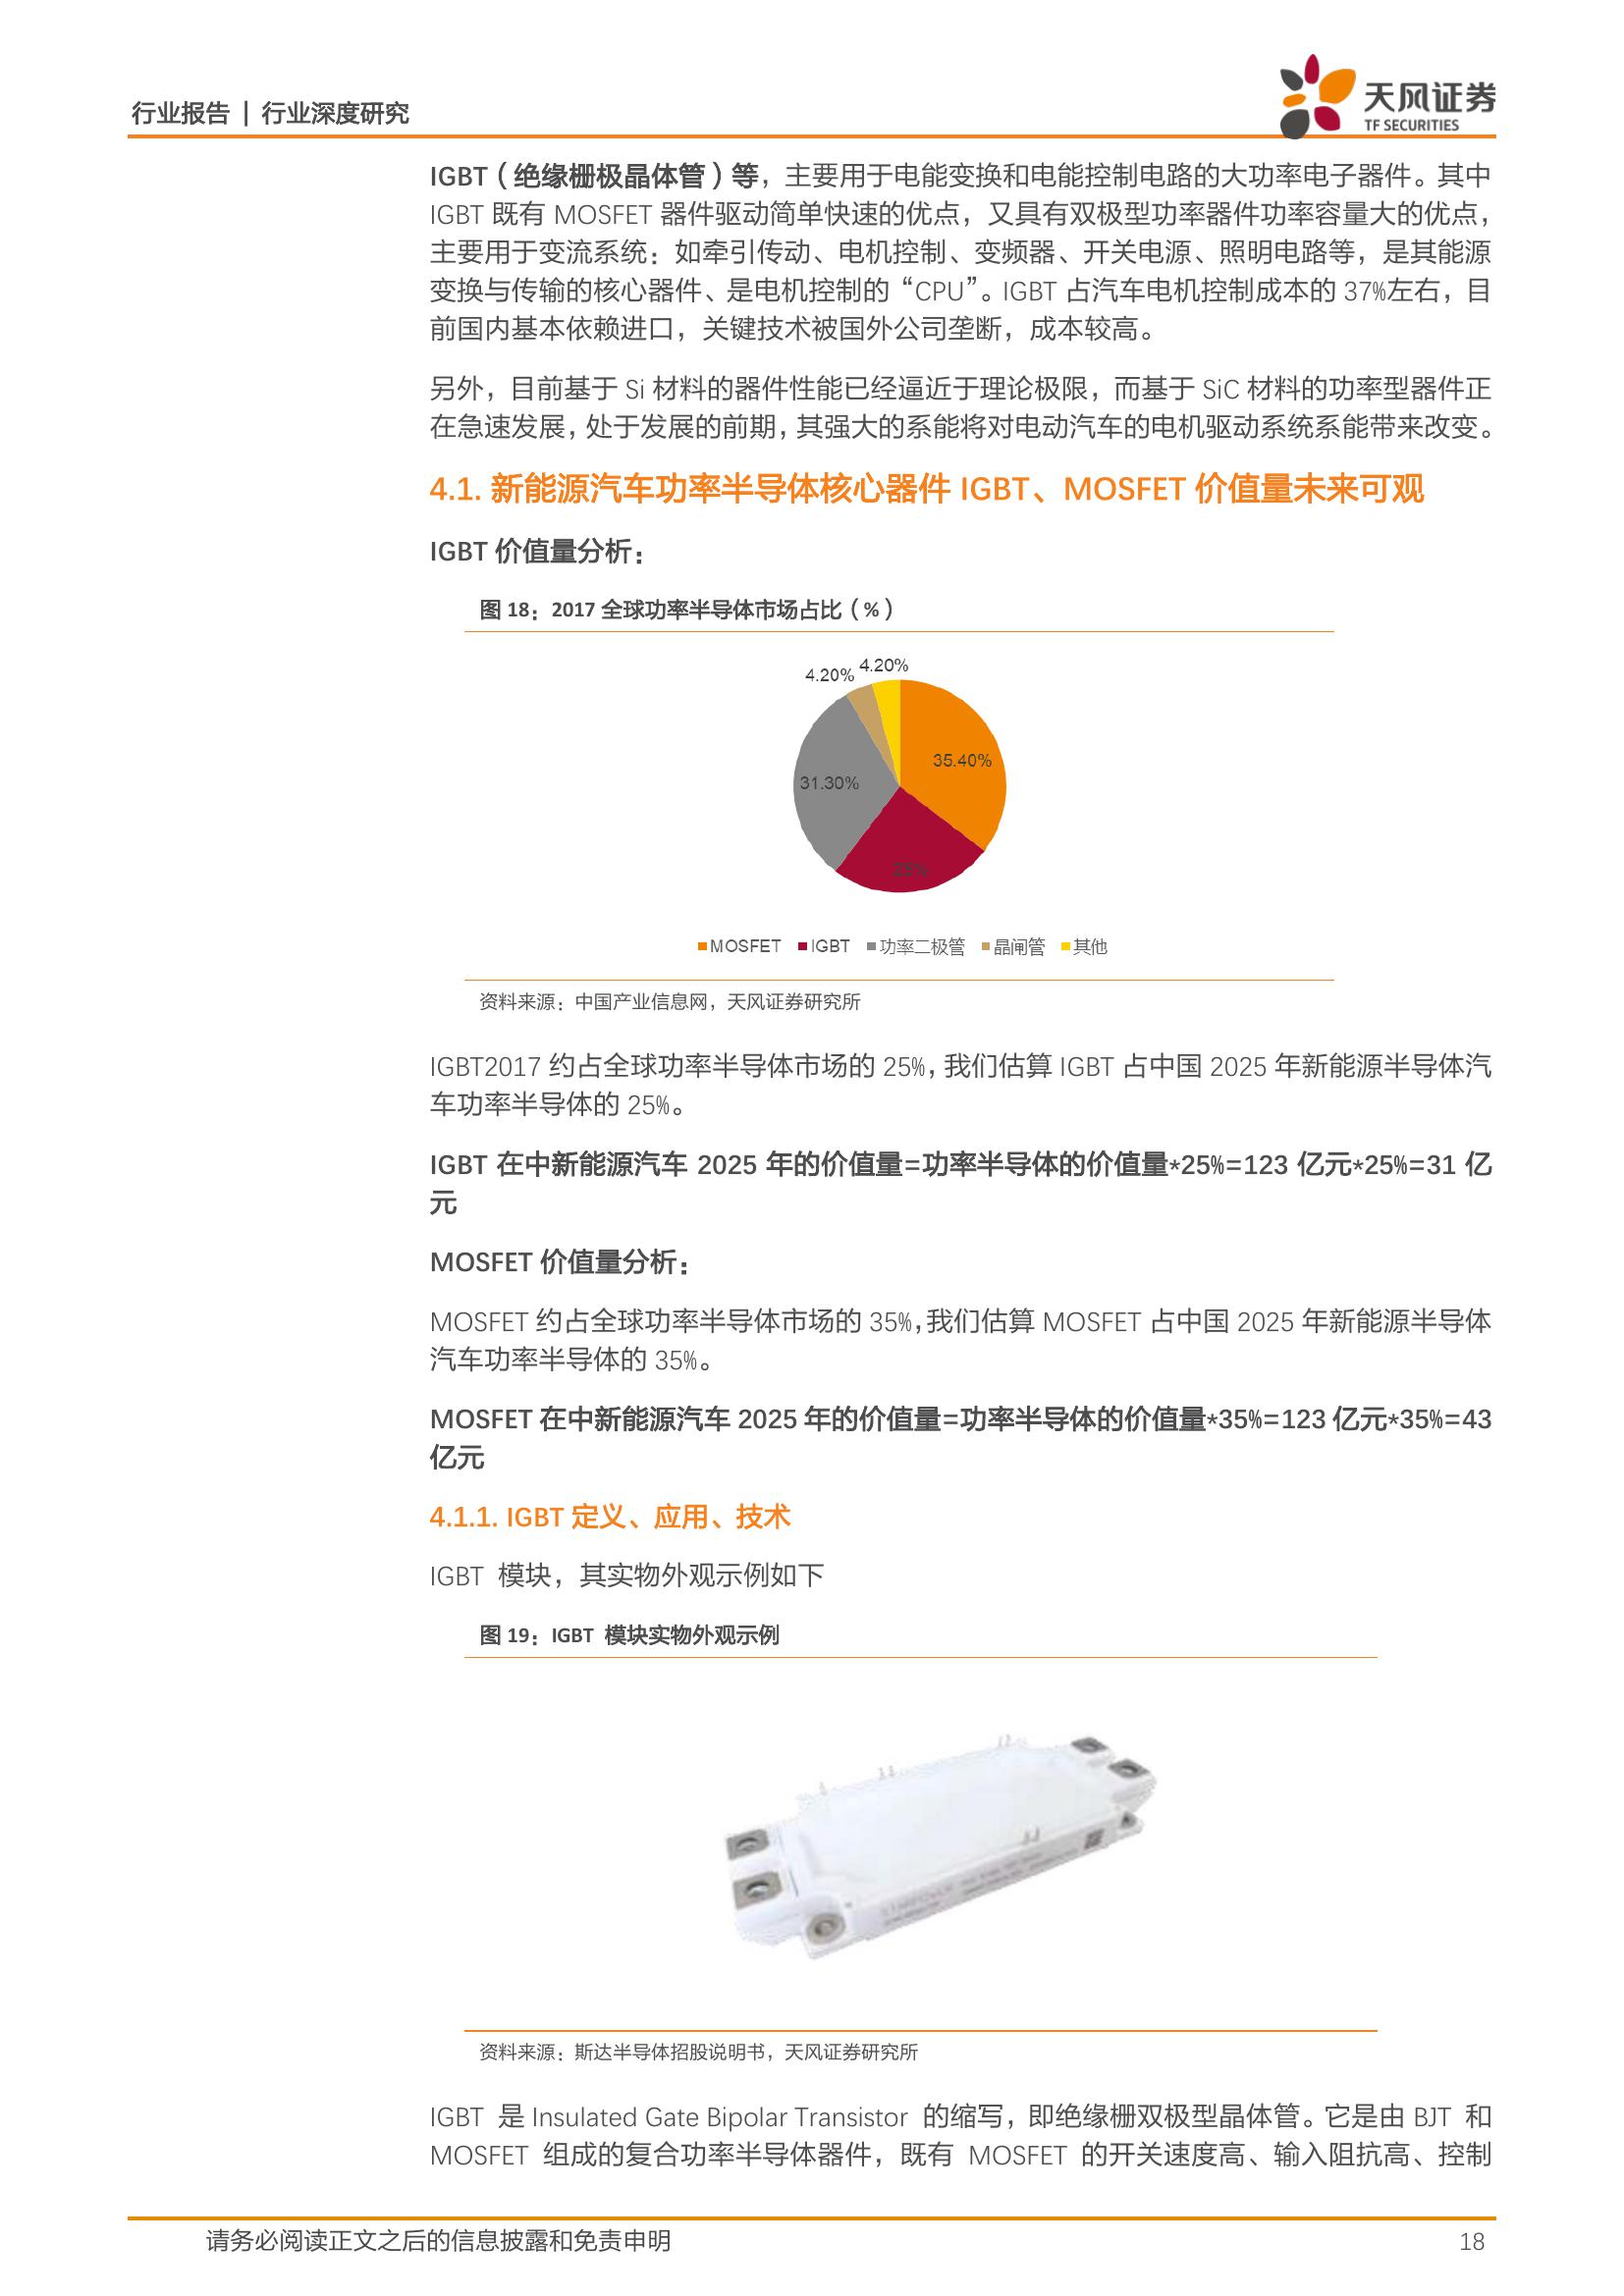 行业报告 | 行业深度研究
天风证券
TF SECURITIES
IGBT（绝缘栅极晶体管）等，主要用于电能变换和电能控制电路的大功率电子器件。其中
IGBT 既有 MOSFET 器件驱动简单快速的优点，又具有双极型功率器件功率容量大的优点，
主要用于变流系统：如牵引传动、电机控制、变频器、开关电源、照明电路等，是其能源
变换与传输的核心器件、是电机控制的“CPU”。IGBT 占汽车电机控制成本的 37%左右，目
前国内基本依赖进口，关键技术被国外公司垄断，成本较高。
另外，目前基于 Si 材料的器件性能已经逼近于理论极限，而基于 SiC 材料的功率型器件正
在急速发展，处于发展的前期，其强大的系能将对电动汽车的电机驱动系统系能带来改变。
4.1. 新能源汽车功率半导体核心器件 IGBT、MOSFET 价值量未来可观
IGBT 价值量分析：
图 18：2017 全球功率半导体市场占比（%）
4.20%
4.20%
35.40%
31.30%
25%
MOSFET IGBT 功率二极管 晶闸管 其他
资料来源：中国产业信息网，天风证券研究所
IGBT2017 约占全球功率半导体市场的 25%，我们估算 IGBT 占中国 2025 年新能源半导体汽
车功率半导体的 25%。
IGBT 在中新能源汽车 2025 年的价值量=功率半导体的价值量*25%=123 亿元*25%=31 亿
元
MOSFET 价值量分析：
MOSFET 约占全球功率半导体市场的 35%，我们估算 MOSFET 占中国 2025 年新能源半导体
汽车功率半导体的 35%。
MOSFET 在中新能源汽车 2025 年的价值量=功率半导体的价值量*35%=123 亿元*35%=43
亿元
4.1.1. IGBT 定义、应用、技术
IGBT 模块，其实物外观示例如下
图 19：IGBT 模块实物外观示例
资料来源：斯达半导体招股说明书，天风证券研究所
IGBT 是 Insulated Gate Bipolar Transistor 的缩写，即绝缘栅双极型晶体管。它是由 BJT 和
MOSFET 组成的复合功率半导体器件，既有 MOSFET 的开关速度高、输入阻抗高、控制
请务必阅读正文之后的信息披露和免责申明
18